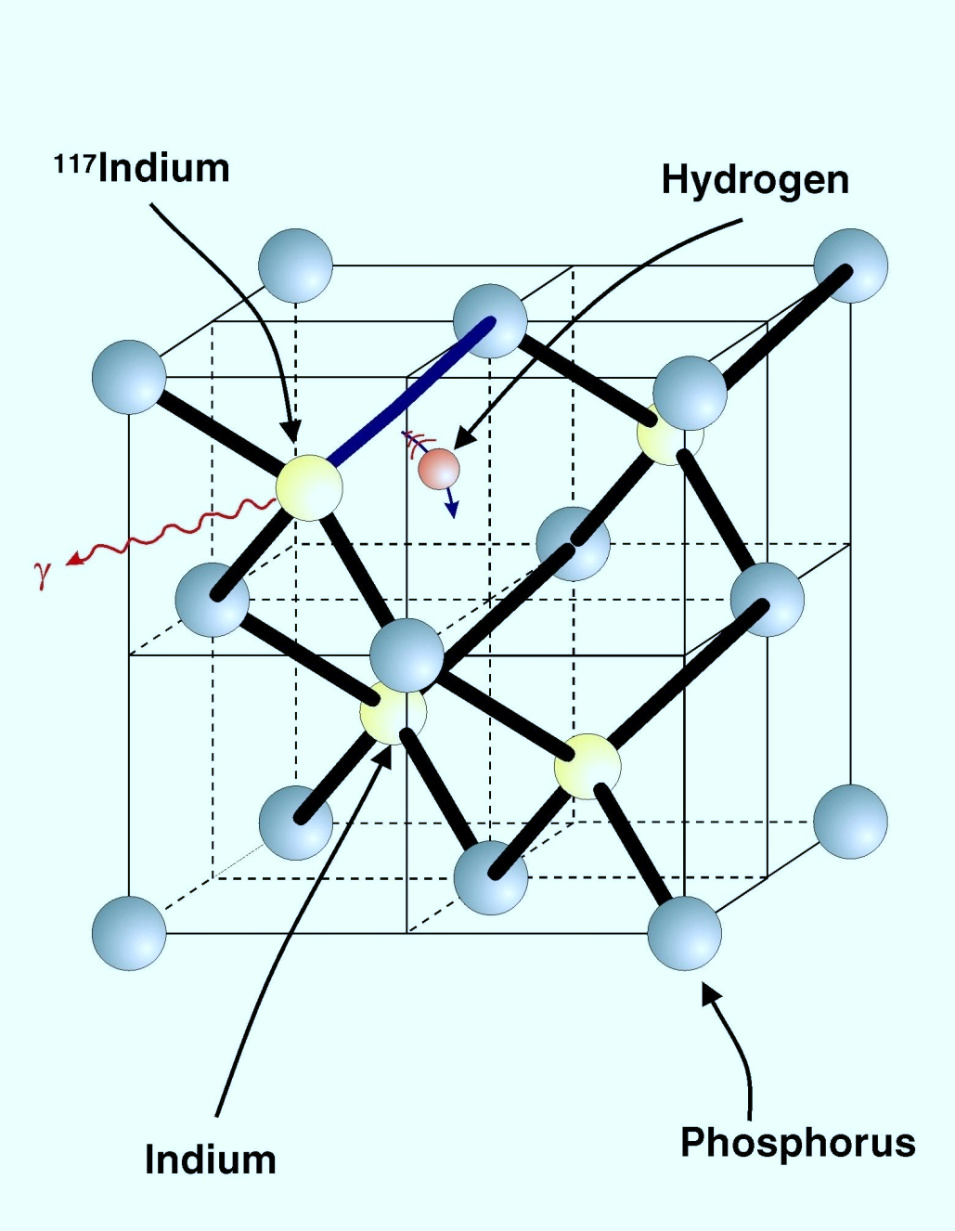 ¹¹⁷Indium
Hydrogen
γ
Indium
Phosphorus